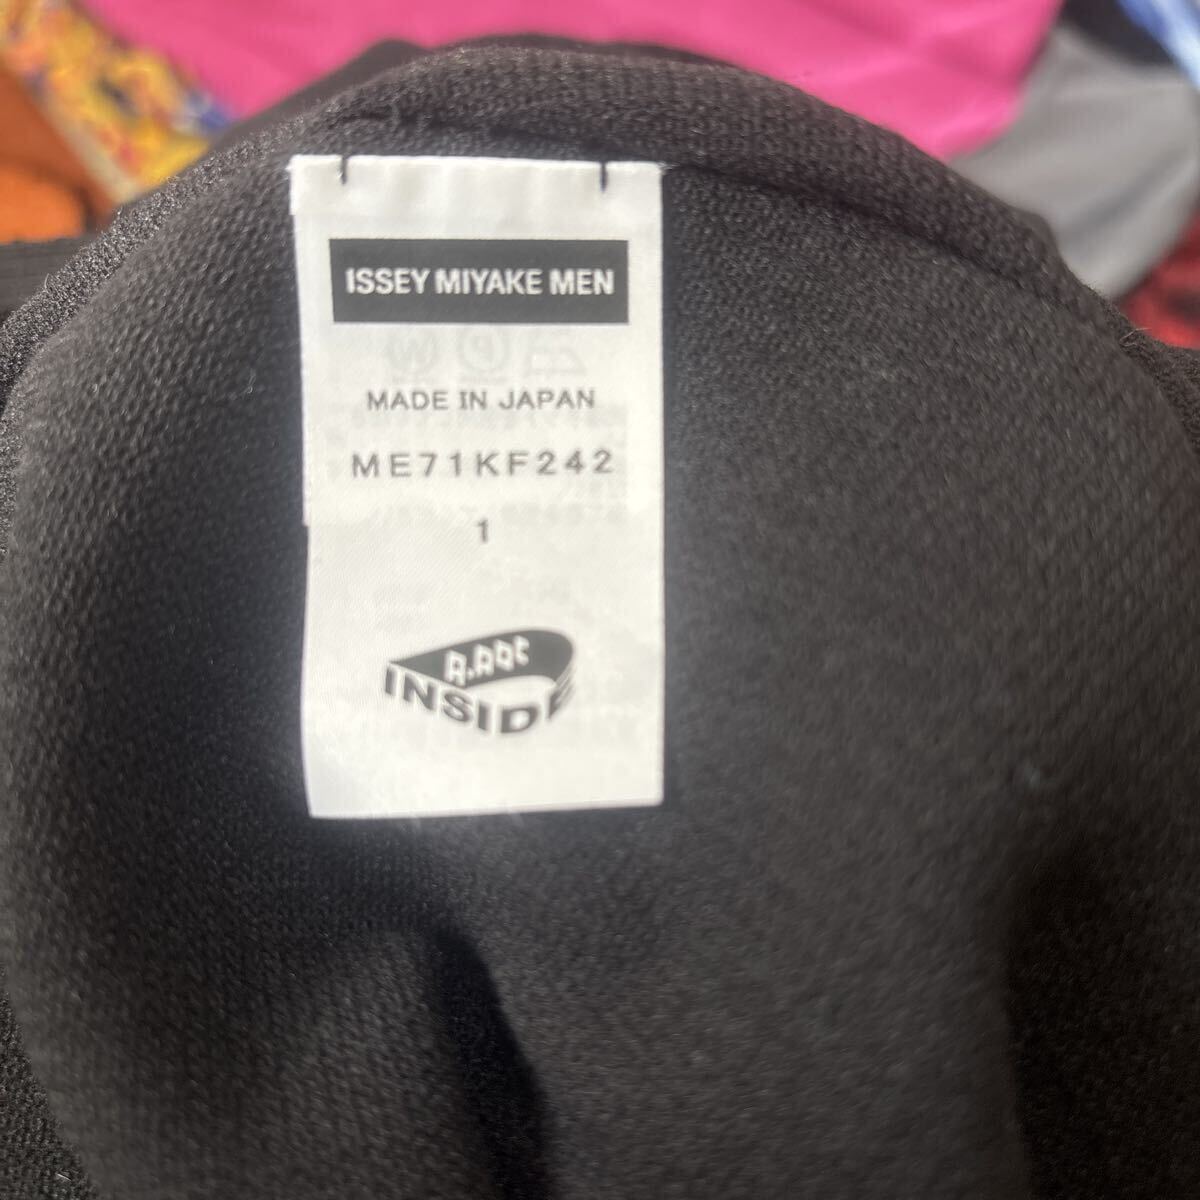 ISSEY MIYAKE MEN
MADE IN JAPAN
ME71KF242
1
A.POC
INSIDE